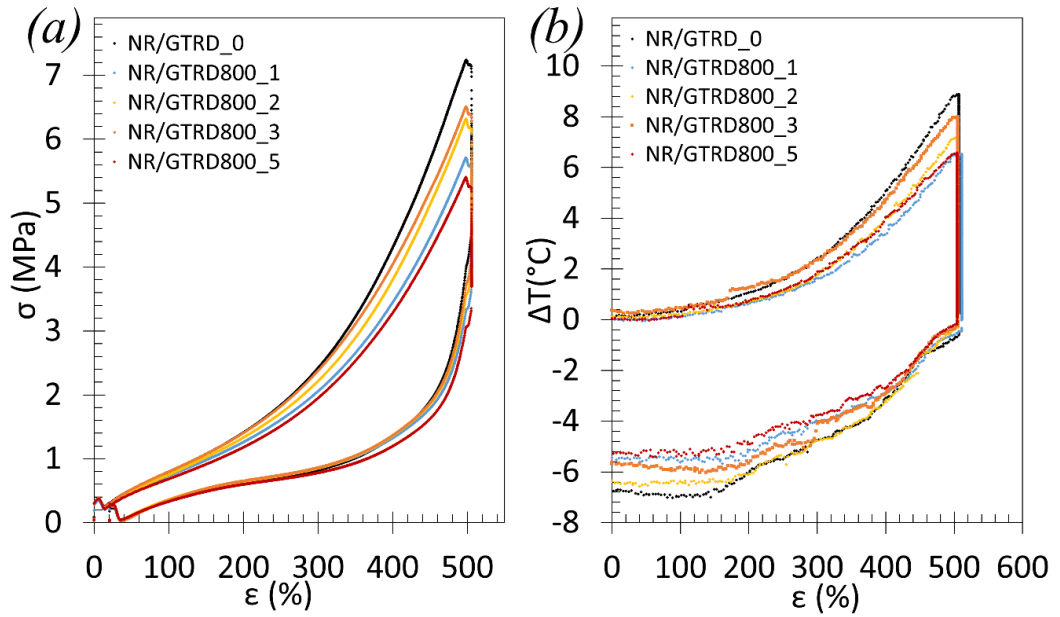 (a)
NR/GTRD_0
NR/GTRD800_1
NR/GTRD800_2
NR/GTRD800_3
NR/GTRD800_5
7
6
5
4
3
2
1
0
σ (MPa)
0 100 200 300 400 500
ε (%)
(b)
NR/GTRD_0
NR/GTRD800_1
NR/GTRD800_2
NR/GTRD800_3
NR/GTRD800_5
10
8
6
4
2
0
-2
-4
-6
-8
ΔT(°C)
0 100 200 300 400 500 600
ε (%)